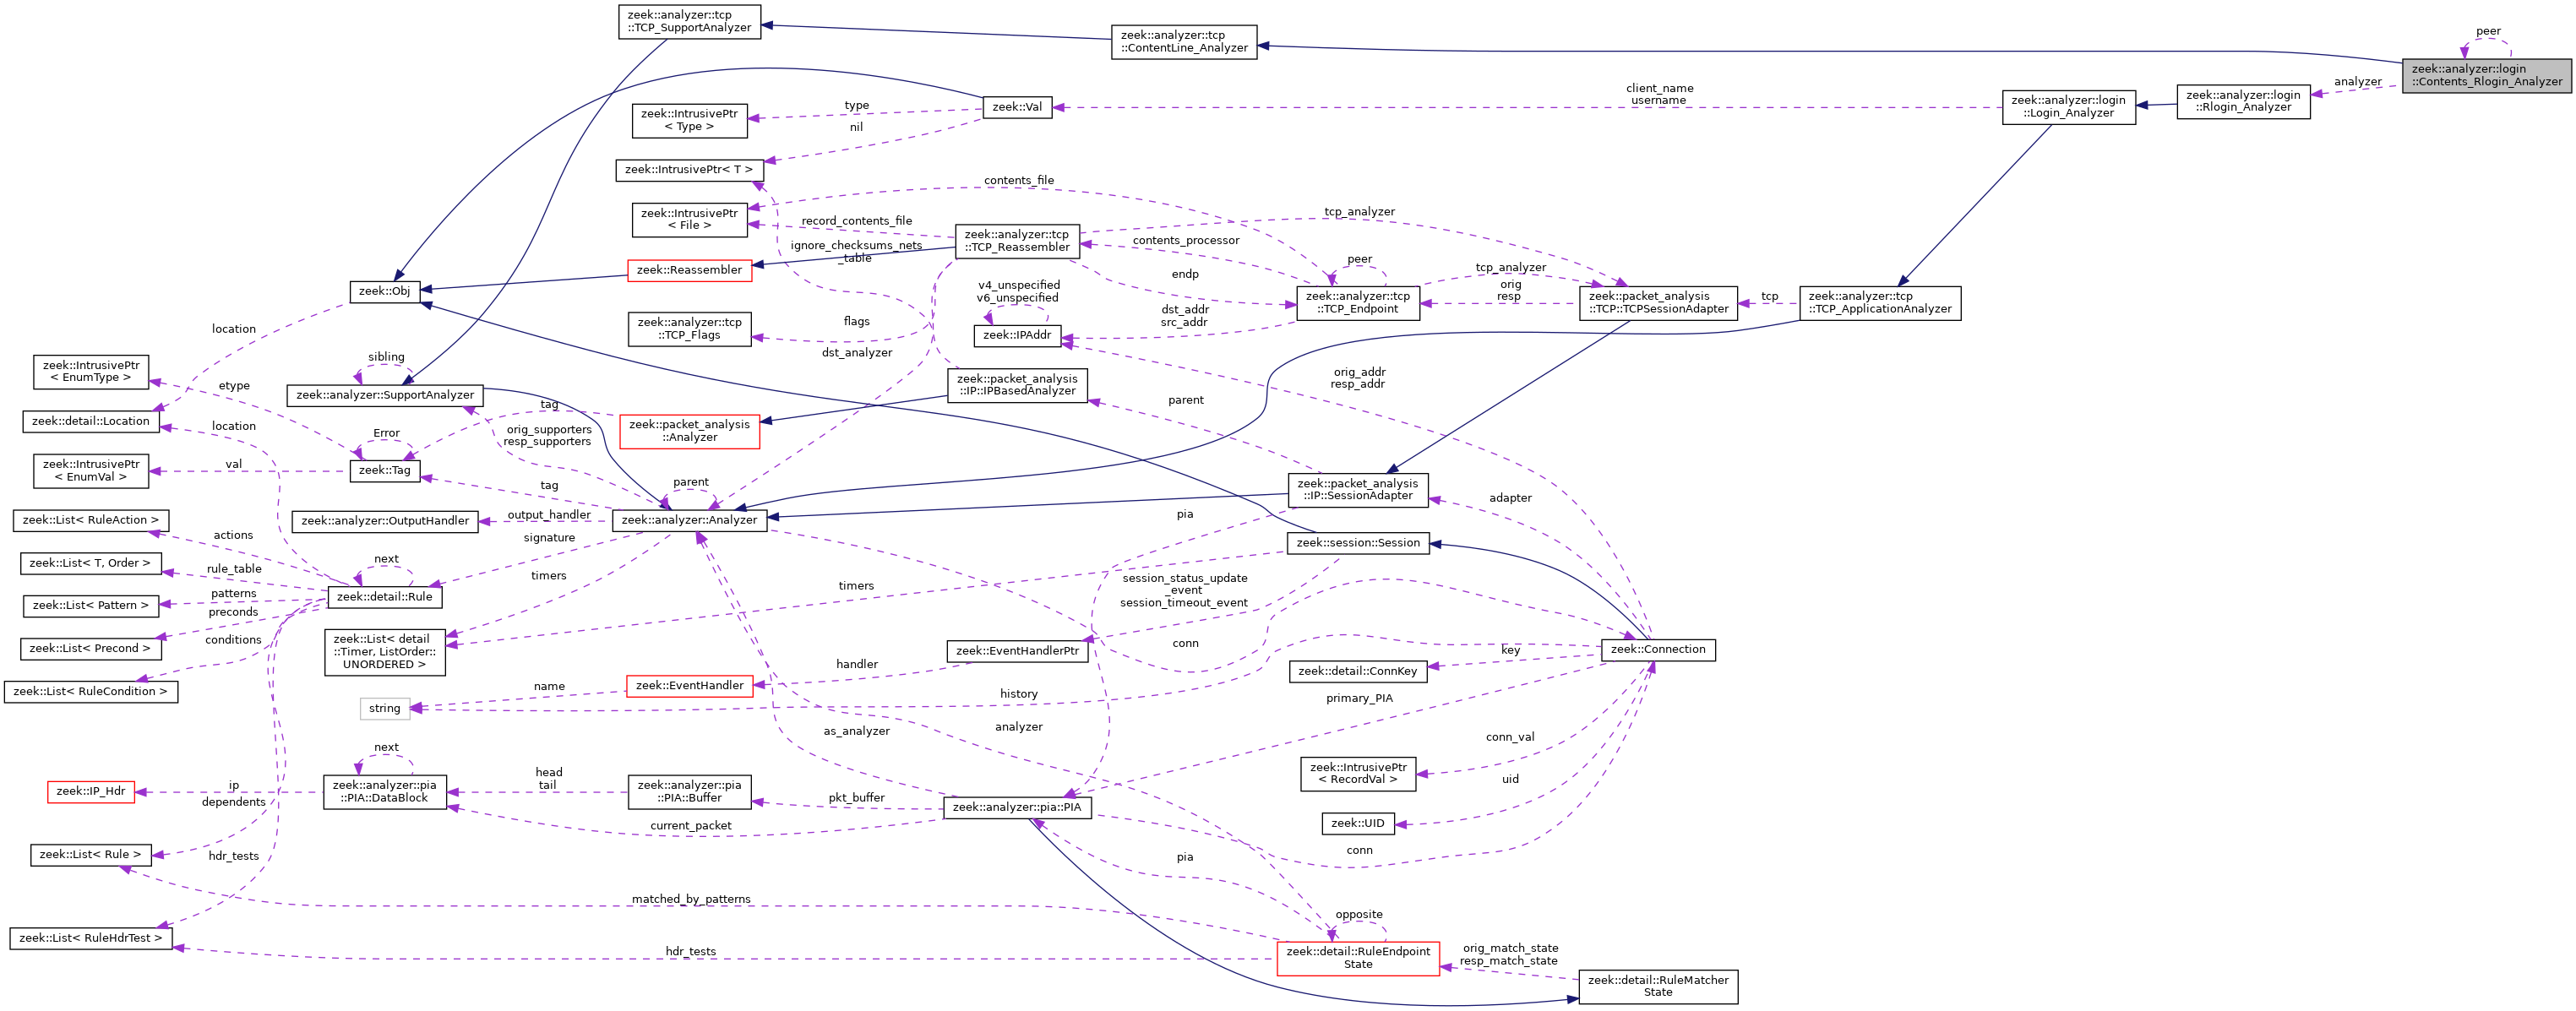 zeek::analyzer::tcp
::TCP_SupportAnalyzer
zeek::analyzer::tcp
::ContentLine_Analyzer
peer
zeek::analyzer::login
::Contents_Rlogin_Analyzer
analyzer
zeek::analyzer::login
::Rlogin_Analyzer
zeek::analyzer::login
::Login_Analyzer
client_name
username
zeek::Val
type
nil
zeek::IntrusivePtr
< Type >
zeek::IntrusivePtr< T >
zeek::IntrusivePtr
< File >
contents_file
record_contents_file
ignore_checksums_nets
_table
zeek::analyzer::tcp
::TCP_Reassembler
tcp_analyzer
contents_processor
endp
peer
tcp_analyzer
orig
resp
tcp
zeek::Reassembler
zeek::Obj
zeek::analyzer::tcp
::TCP_Flags
flags
v4_unspecified
v6_unspecified
zeek::IPAddr
dst_addr
src_addr
zeek::analyzer::tcp
::TCP_Endpoint
zeek::packet_analysis
::TCP::TCPSessionAdapter
zeek::analyzer::tcp
::TCP_ApplicationAnalyzer
location
dst_analyzer
zeek::IntrusivePtr
< EnumType >
etype
sibling
zeek::analyzer::SupportAnalyzer
zeek::packet_analysis
::IP::IPBasedAnalyzer
orig_addr
resp_addr
parent
tag
zeek::packet_analysis
::Analyzer
zeek::detail::Location
location
Error
orig_supporters
resp_supporters
zeek::IntrusivePtr
< EnumVal >
val
zeek::Tag
tag
parent
zeek::packet_analysis
::IP::SessionAdapter
adapter
zeek::List< RuleAction >
actions
zeek::analyzer::OutputHandler
output_handler
zeek::analyzer::Analyzer
pia
signature
zeek::session::Session
zeek::List< T, Order >
rule_table
next
timers
timers
session_status_update
_event
session_timeout_event
zeek::detail::Rule
zeek::List< Pattern >
patterns
preconds
zeek::List< Precond >
conditions
zeek::List< detail
::Timer, ListOrder::
UNORDERED >
zeek::EventHandlerPtr
conn
zeek::Connection
key
zeek::detail::ConnKey
handler
zeek::List< RuleCondition >
name
zeek::EventHandler
history
string
primary_PIA
as_analyzer
analyzer
conn_val
next
zeek::IntrusivePtr
< RecordVal >
uid
zeek::IP_Hdr
ip
zeek::analyzer::pia
::PIA::DataBlock
head
tail
zeek::analyzer::pia
::PIA::Buffer
pkt_buffer
zeek::analyzer::pia::PIA
dependents
current_packet
zeek::UID
conn
zeek::List< Rule >
hdr_tests
pia
matched_by_patterns
opposite
zeek::List< RuleHdrTest >
hdr_tests
zeek::detail::RuleEndpoint
State
orig_match_state
resp_match_state
zeek::detail::RuleMatcher
State